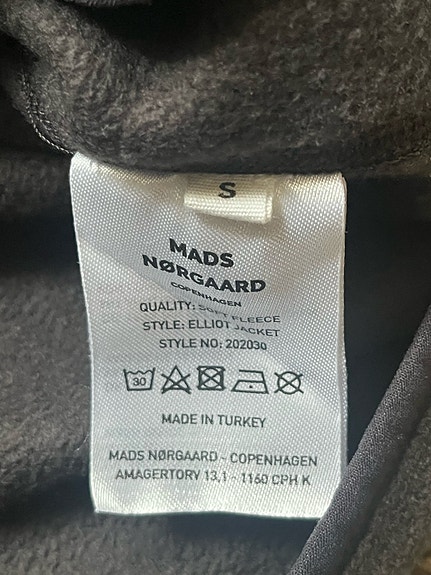 S
MADS
NØRGAARD
COPENHAGEN
QUALITY: SOFT FLEECE
STYLE: ELLIOT JACKET
STYLE NO: 202030
30
MADE IN TURKEY
MADS NØRGAARD - COPENHAGEN
AMAGERTORV 13,1 - 1160 CPH K